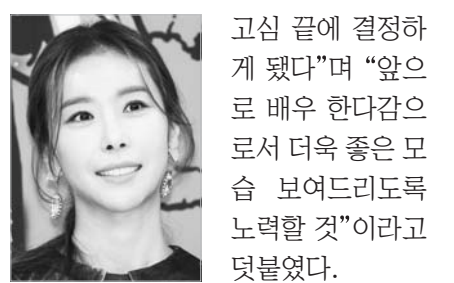 고심 끝에 결정하
게 됐다”며 “앞으
로 배우 한다감으
로서 더욱 좋은 모
습 보여드리도록
노력할 것”이라고
덧붙였다.